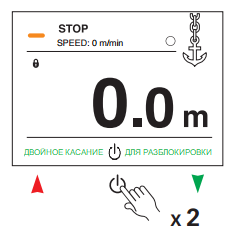 STOP
SPEED: 0 m/min
0.0 m
ДВОЙНОЕ КАСАНИЕ ДЛЯ РАЗБЛОКИРОВКИ
x 2